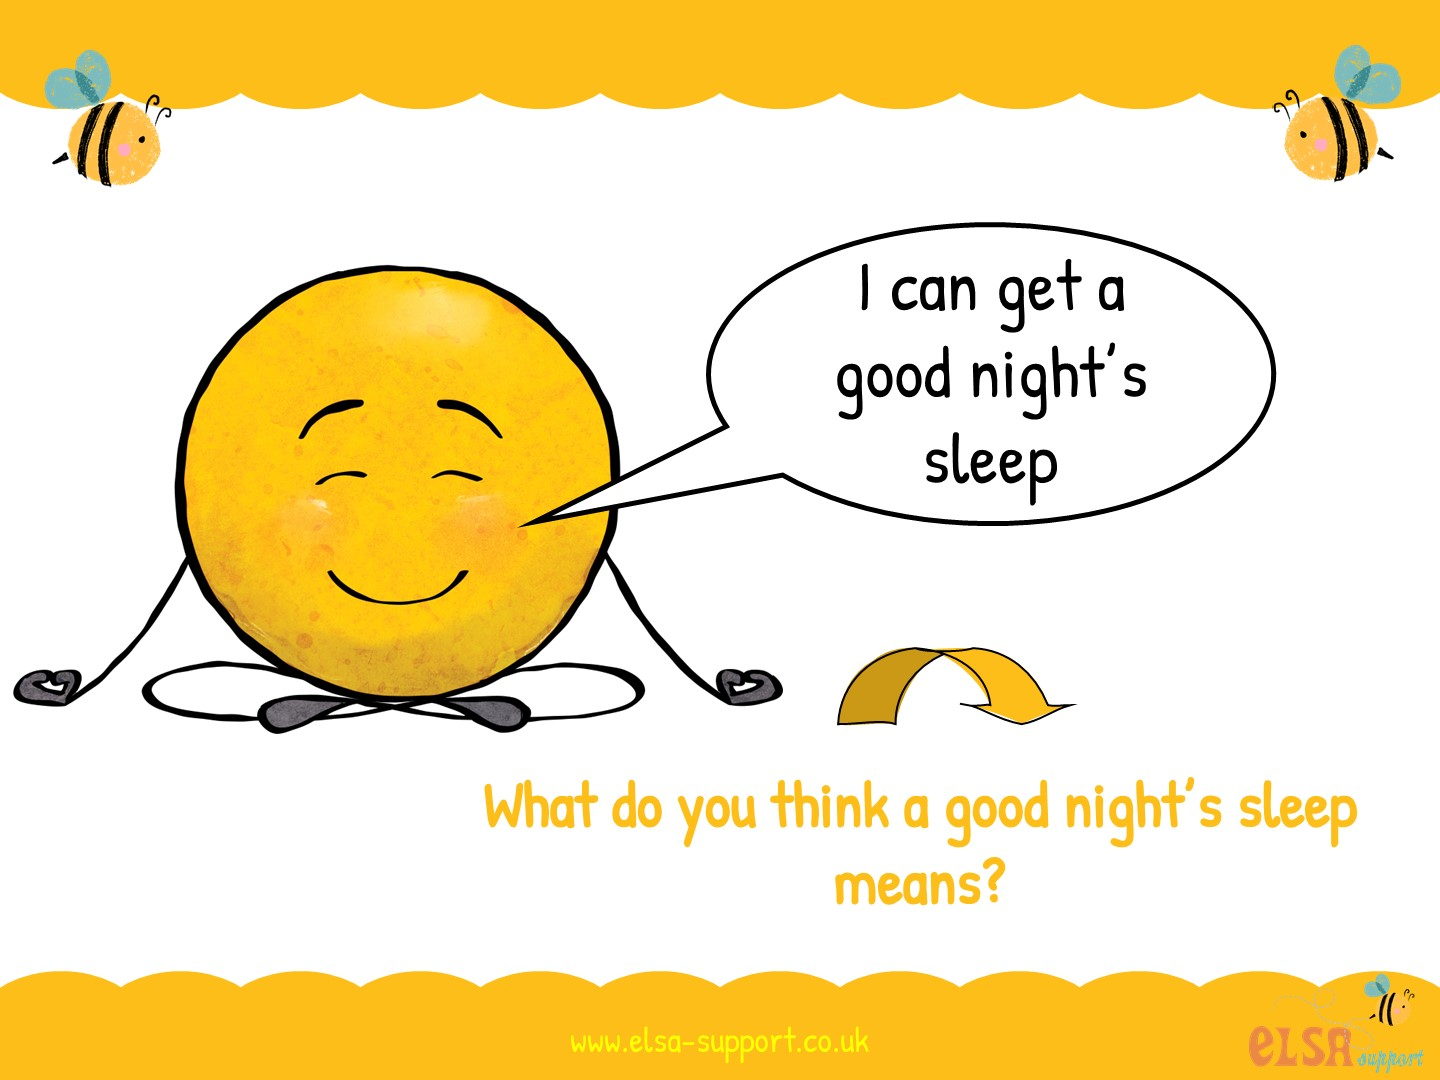 I can get a
good night's
sleep
What do you think a good night's sleep
means?
www.elsa-support.co.uk
ELSA
support